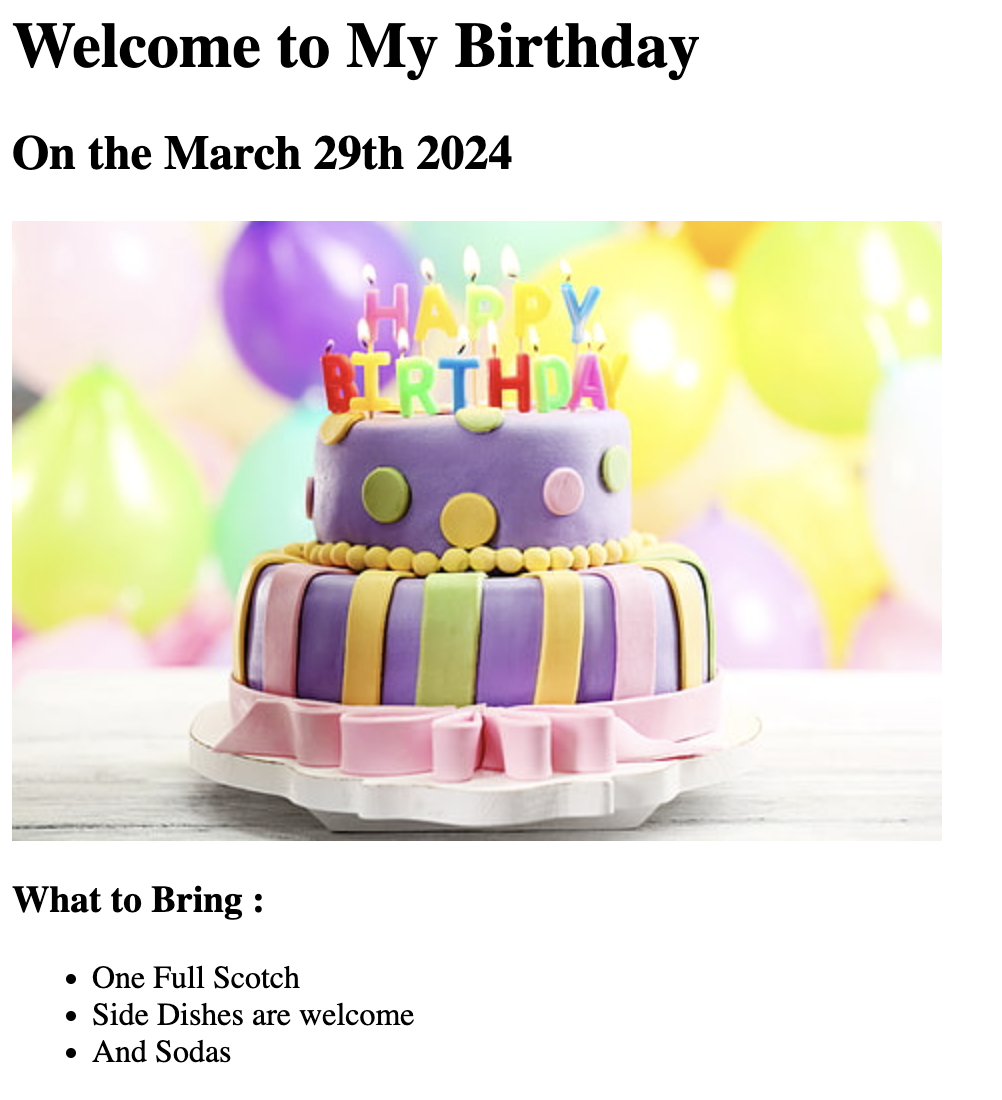 Welcome to My Birthday
On the March 29th 2024
HAPPY
BIRTHDAY
What to Bring :
One Full Scotch
Side Dishes are welcome
And Sodas